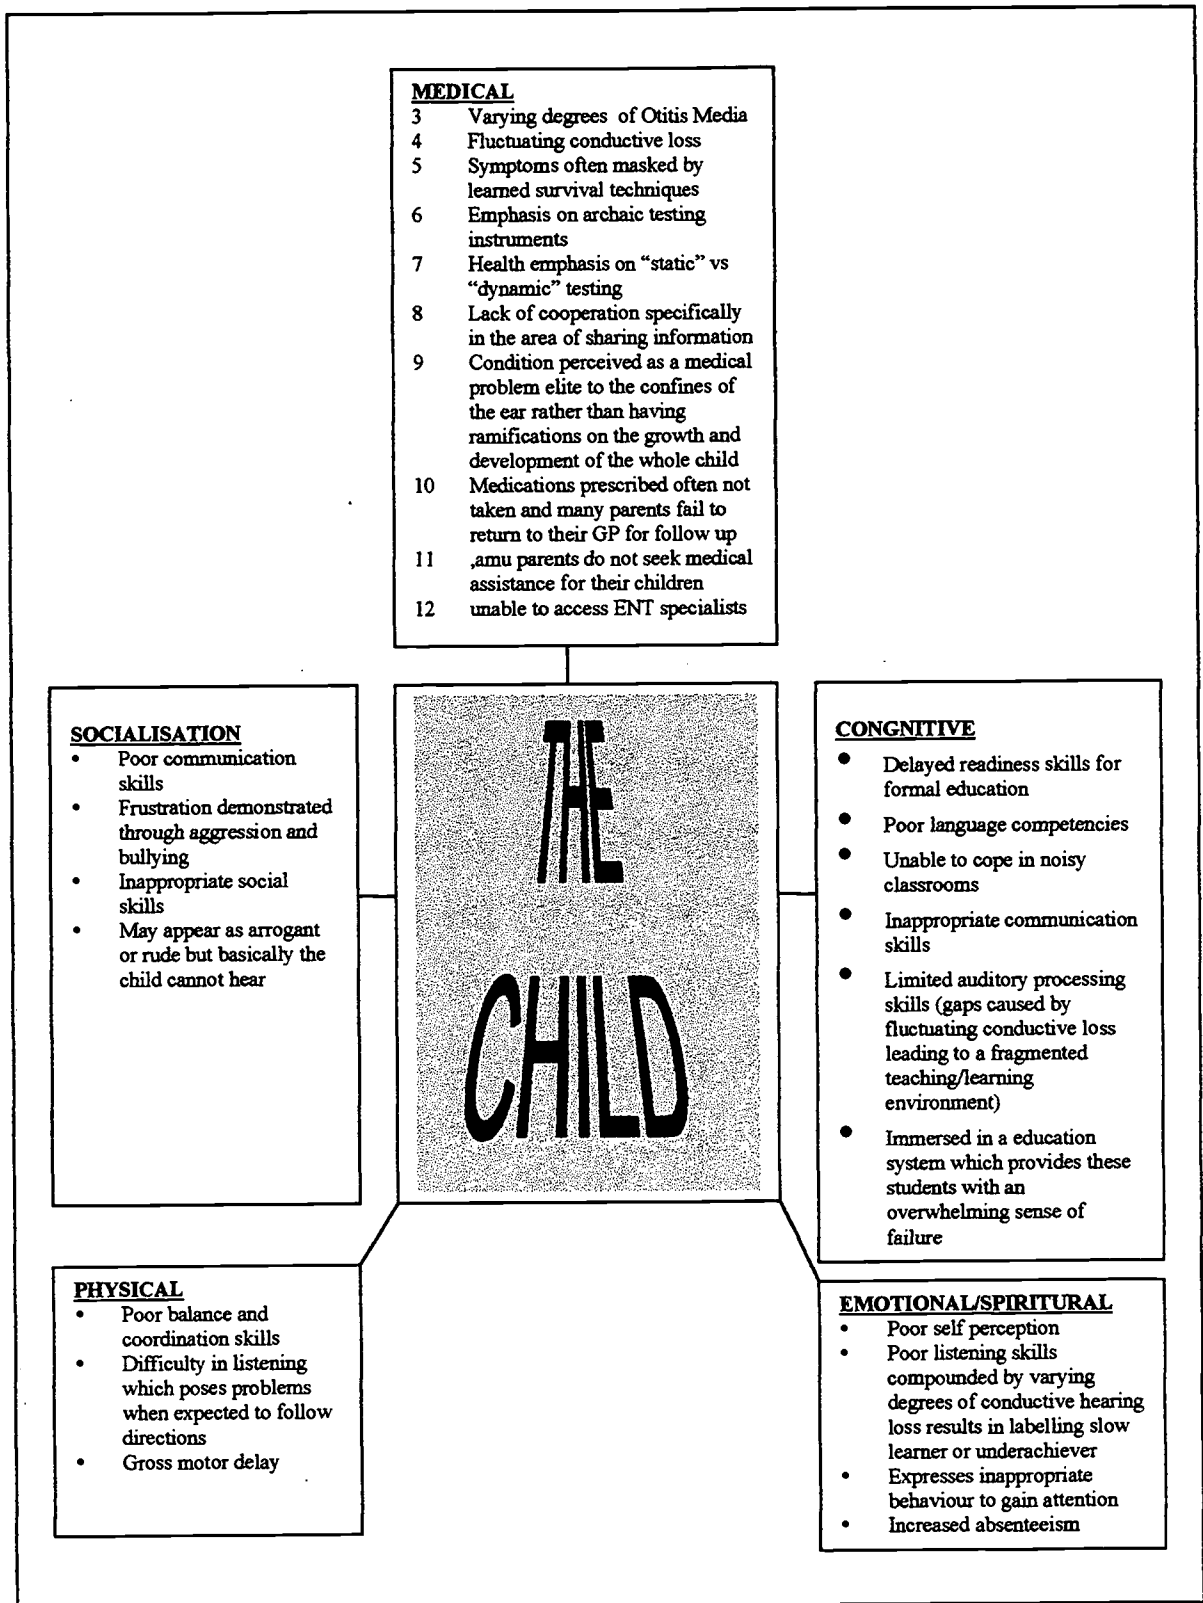 MEDICAL
3 Varying degrees of Otitis Media
4 Fluctuating conductive loss
5 Symptoms often masked by
learned survival techniques
6 Emphasis on archaic testing
instruments
7 Health emphasis on “static” vs
“dynamic” testing
8 Lack of cooperation specifically
in the area of sharing information
9 Condition perceived as a medical
problem elite to the confines of
the ear rather than having
ramifications on the growth and
development of the whole child
10 Medications prescribed often not
taken and many parents fail to
return to their GP for follow up
11 ,amu parents do not seek medical
assistance for their children
12 unable to access ENT specialists
SOCIALISATION
• Poor communication
skills
• Frustration demonstrated
through aggression and
bullying
• Inappropriate social
skills
• May appear as arrogant
or rude but basically the
child cannot hear
THE
CHILD
CONGNITIVE
• Delayed readiness skills for
formal education
• Poor language competencies
• Unable to cope in noisy
classrooms
• Inappropriate communication
skills
• Limited auditory processing
skills (gaps caused by
fluctuating conductive loss
leading to a fragmented
teaching/learning
environment)
• Immersed in a education
system which provides these
students with an
overwhelming sense of
failure
PHYSICAL
• Poor balance and
coordination skills
• Difficulty in listening
which poses problems
when expected to follow
directions
• Gross motor delay
EMOTIONAL/SPIRITURAL
• Poor self perception
• Poor listening skills
compounded by varying
degrees of conductive hearing
loss results in labelling slow
learner or underachiever
• Expresses inappropriate
behaviour to gain attention
• Increased absenteeism